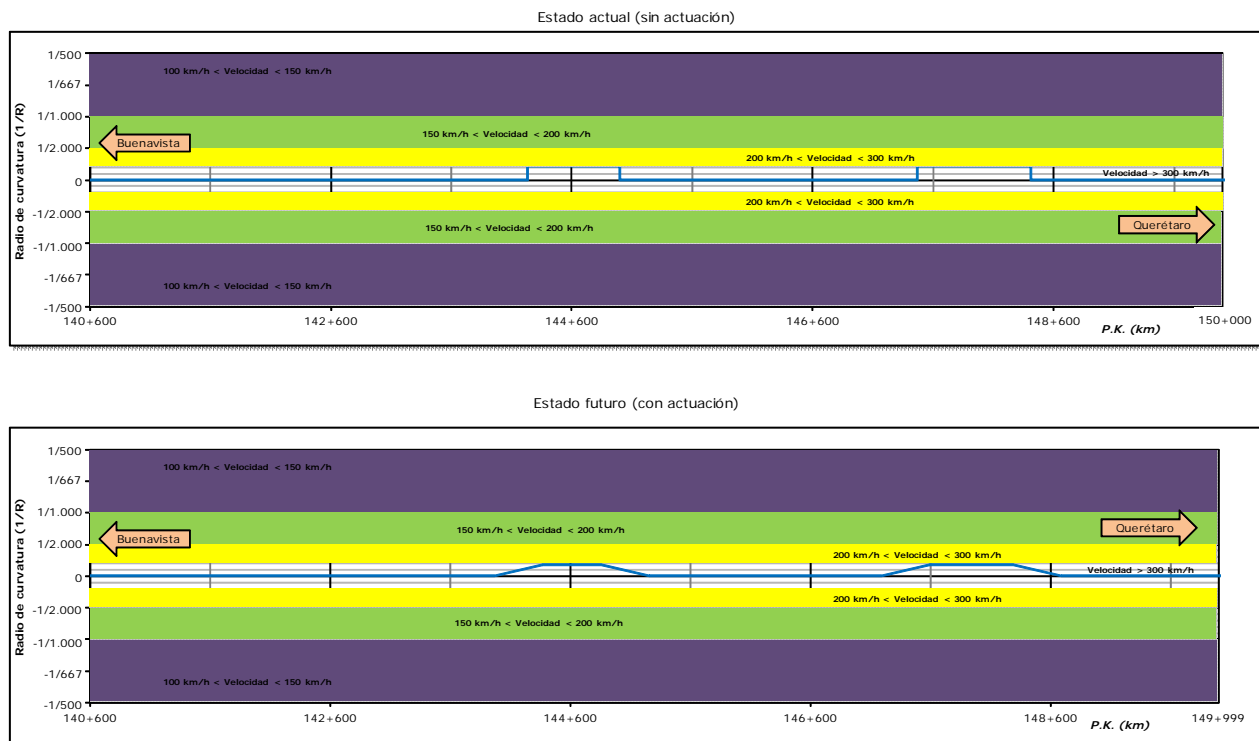 Estado actual (sin actuación)
Radio de curvatura (1/R)
1/500
1/667
1/1.000
1/2.000
0
-1/2.000
-1/1.000
-1/667
-1/500
100 km/h < Velocidad < 150 km/h
150 km/h < Velocidad < 200 km/h
Buenavista
200 km/h < Velocidad < 300 km/h
Velocidad > 300 km/h
200 km/h < Velocidad < 300 km/h
150 km/h < Velocidad < 200 km/h
Querétaro
100 km/h < Velocidad < 150 km/h
140+600 142+600 144+600 146+600 148+600 150+000
P.K. (km)
Estado futuro (con actuación)
Radio de curvatura (1/R)
1/500
1/667
1/1.000
1/2.000
0
-1/2.000
-1/1.000
-1/667
-1/500
100 km/h < Velocidad < 150 km/h
150 km/h < Velocidad < 200 km/h
Querétaro
Buenavista
200 km/h < Velocidad < 300 km/h
Velocidad > 300 km/h
200 km/h < Velocidad < 300 km/h
150 km/h < Velocidad < 200 km/h
100 km/h < Velocidad < 150 km/h
140+600 142+600 144+600 146+600 148+600 149+999
P.K. (km)